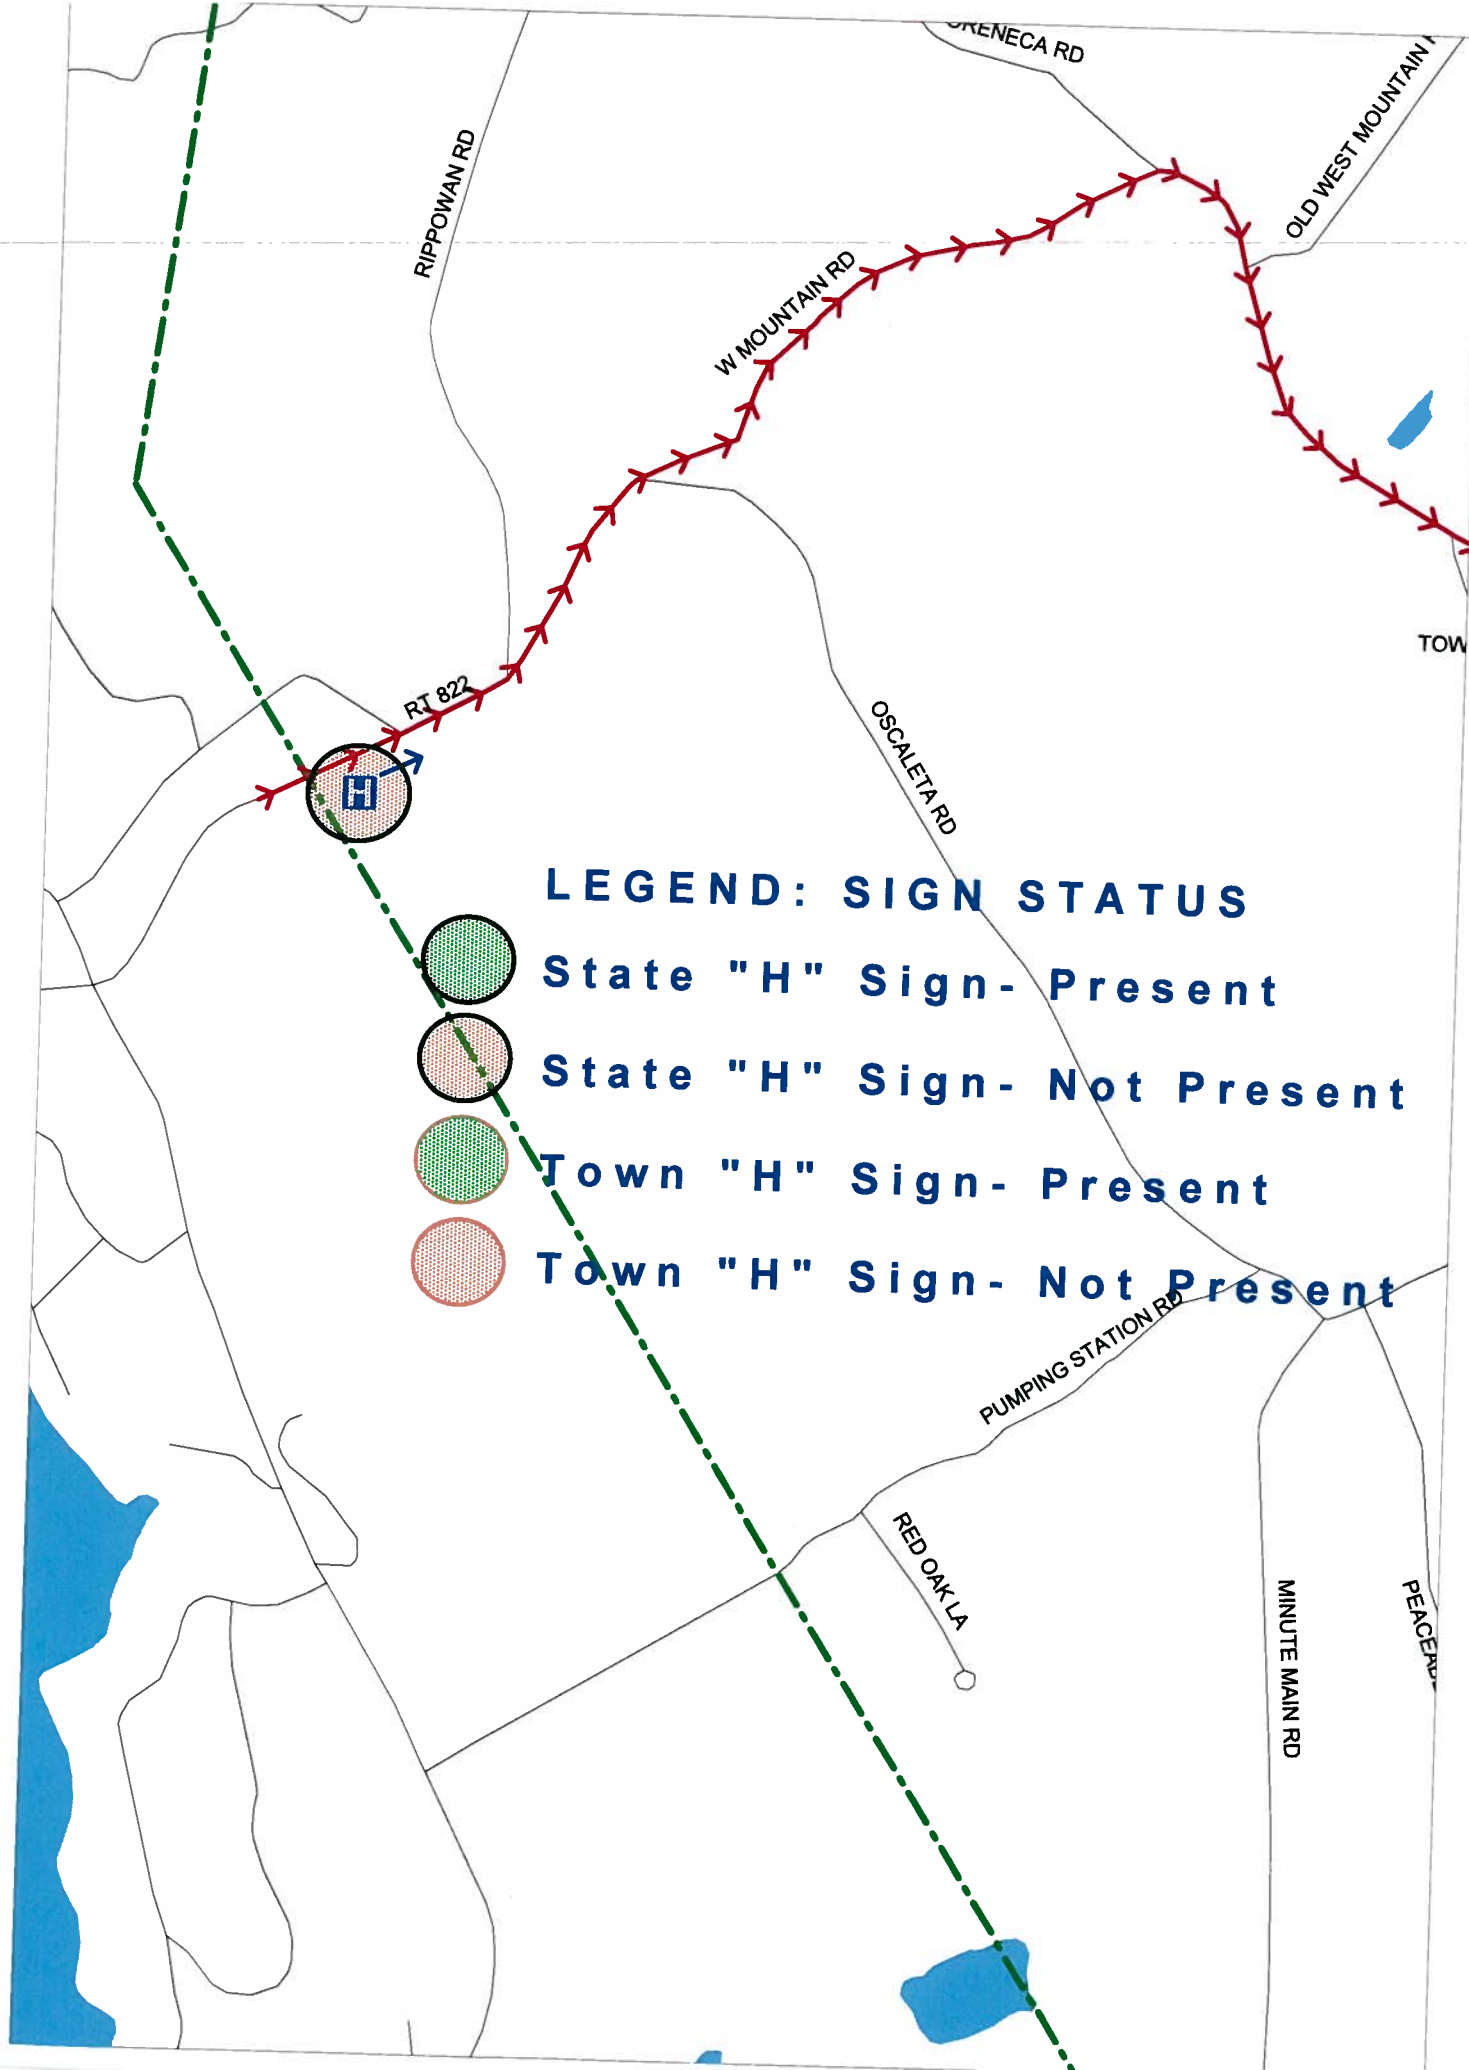 ORENECA RD
OLD WEST MOUNTAIN
RIPPOWAN RD
W MOUNTAIN RD
TOW
RT 822
OSCALETA RD
H
LEGEND: SIGN STATUS
State "H" Sign- Present
State "H" Sign- Not Present
Town "H" Sign- Present
Town "H" Sign- Not Present
PUMPING STATION RD
RED OAK LA
MINUTE MAIN RD